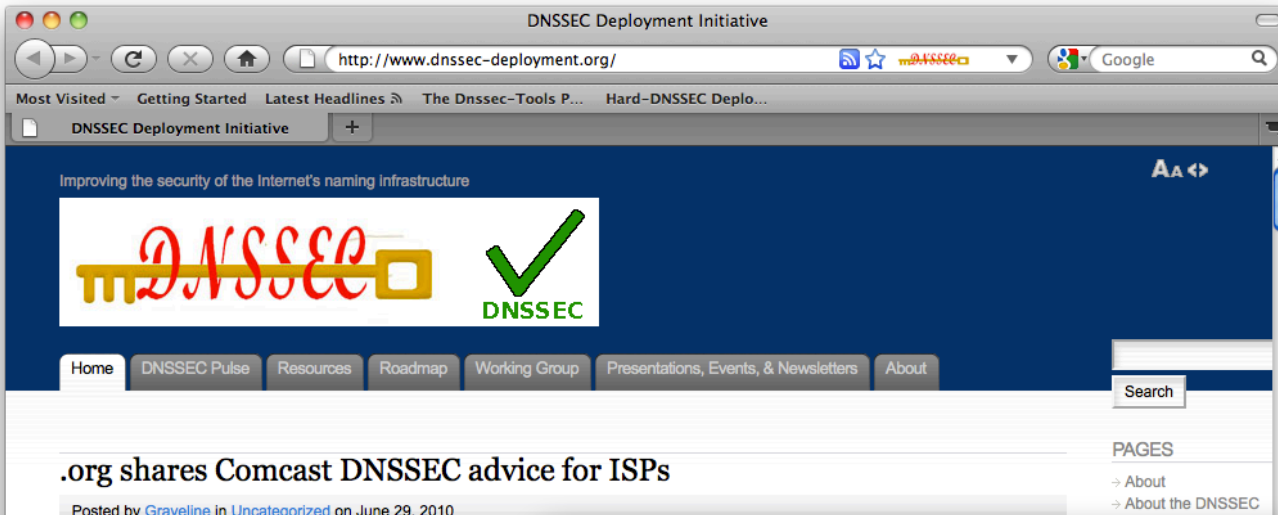 DNSSEC Deployment Initiative
http://www.dnssec-deployment.org/ DNSSEC Google
Most Visited Getting Started Latest Headlines The Dnssec-Tools P... Hard-DNSSEC Deplo...
DNSSEC Deployment Initiative +
AA
Improving the security of the Internet's naming infrastructure
DNSSEC
DNSSEC
Home DNSSEC Pulse Resources Roadmap Working Group Presentations, Events, & Newsletters About
Search
PAGES
.org shares Comcast DNSSEC advice for ISPs
→ About
→ About the DNSSEC
Posted by Graveline in Uncategorized on June 29, 2010